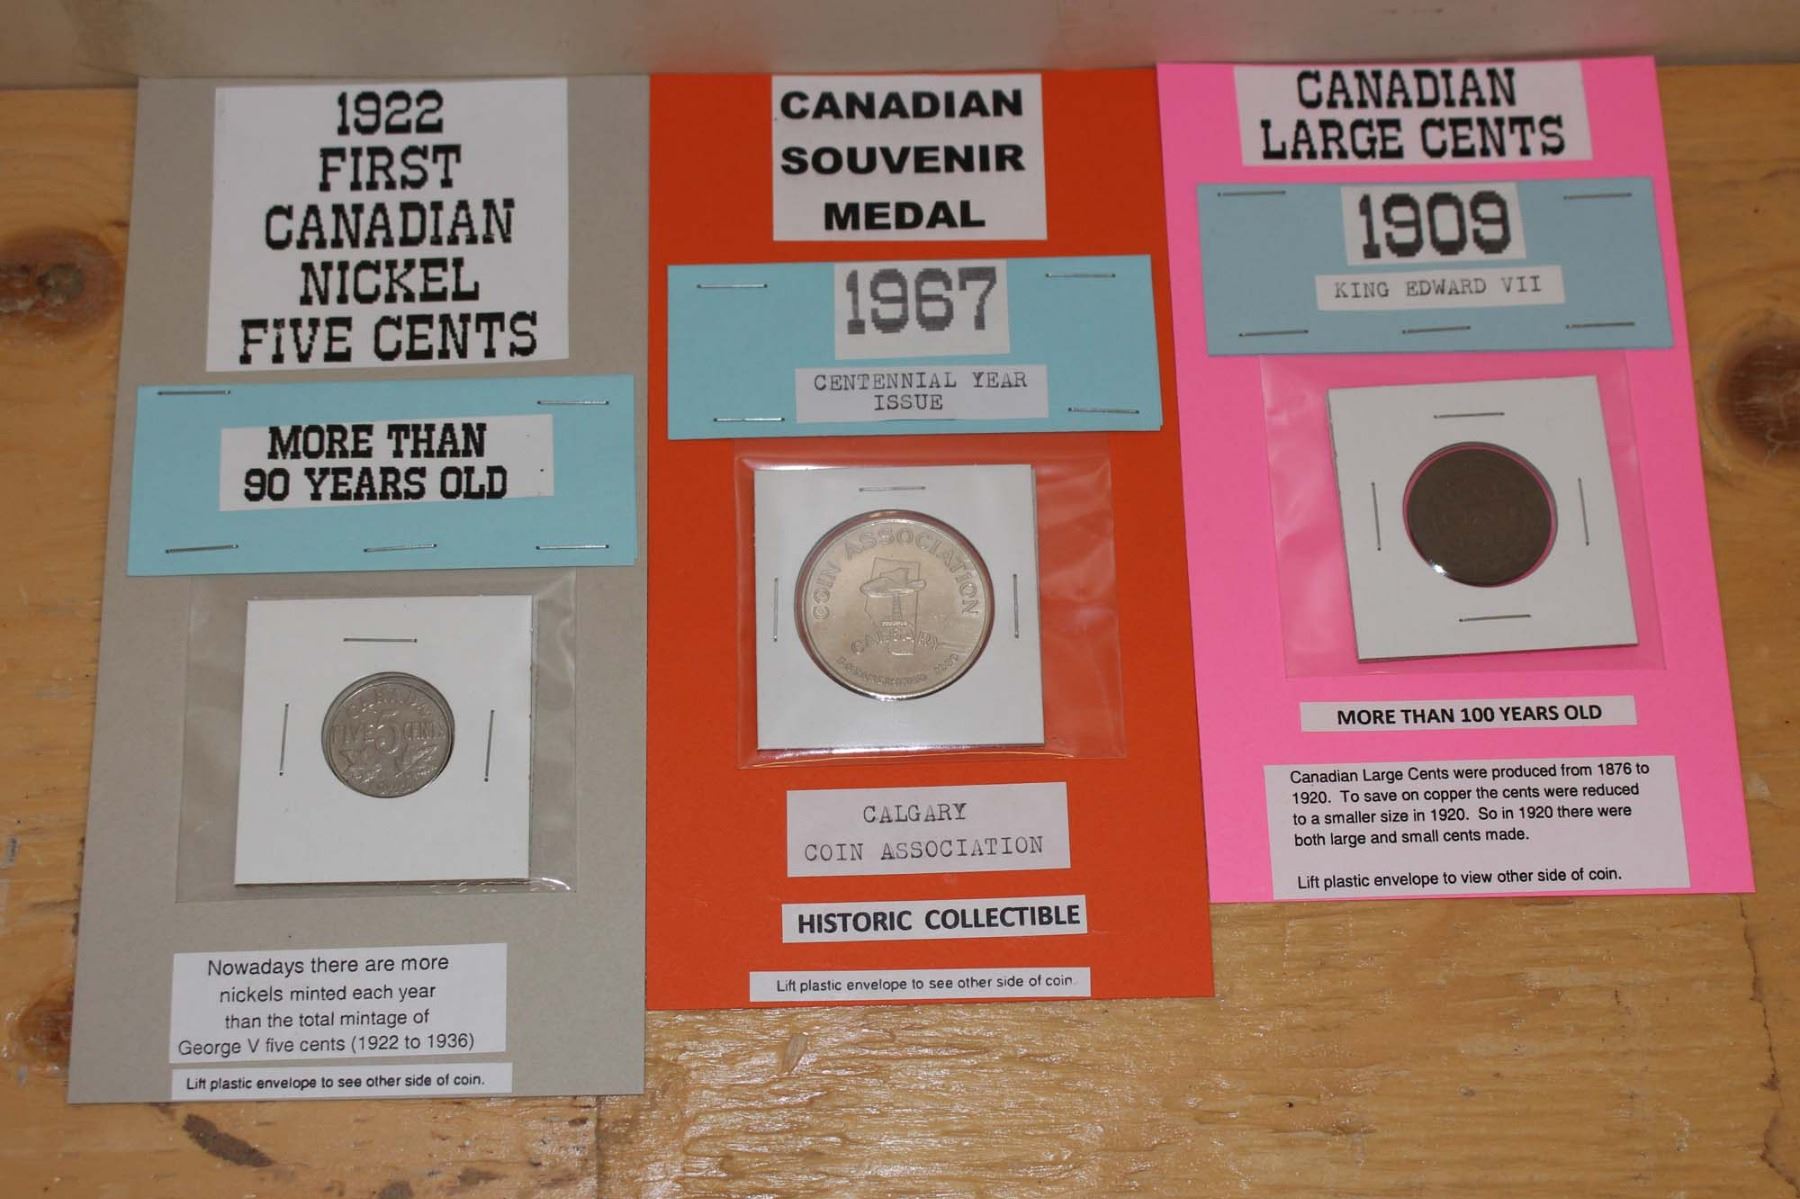 1922
FIRST
CANADIAN
NICKEL
FIVE CENTS
MORE THAN
90 YEARS OLD
CANADA
FIVE 5 CENTS
Nowadays there are more
nickels minted each year
than the total mintage of
George V five cents (1922 to 1936)
Lift plastic envelope to see other side of coin.
CANADIAN
SOUVENIR
MEDAL
1967
CENTENNIAL YEAR
ISSUE
COIN ASSOCIATION
CALGARY
CALGARY
COIN ASSOCIATION
HISTORIC COLLECTIBLE
Lift plastic envelope to see other side of coin.
CANADIAN
LARGE CENTS
1909
KING EDWARD VII
MORE THAN 100 YEARS OLD
Canadian Large Cents were produced from 1876 to
1920. To save on copper the cents were reduced
to a smaller size in 1920. So in 1920 there were
both large and small cents made.
Lift plastic envelope to view other side of coin.